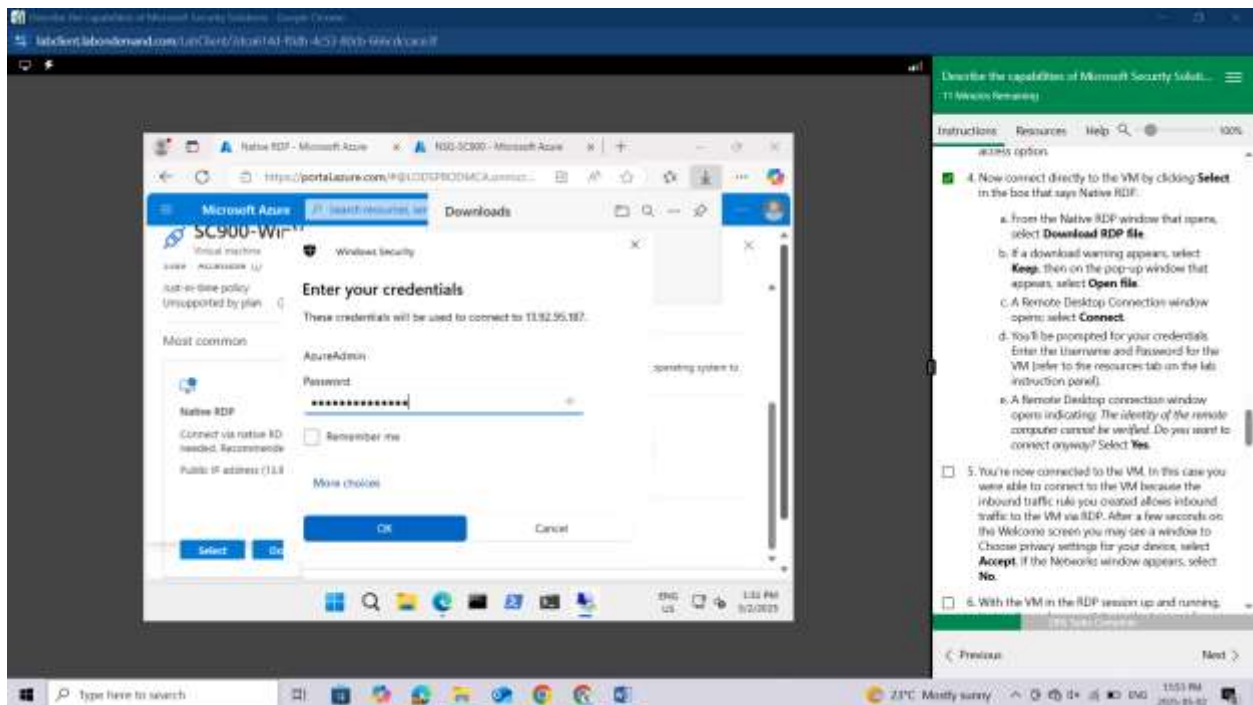 Describe the capabilities of Microsoft Security Solutions - Google Chrome
labclient.labondemand.com
Describe the capabilities of Microsoft Security Soluti...
11 Minutes Remaining
Instructions Resources Help 100%
access option.
4. Now connect directly to the VM by clicking Select
in the box that says Native RDP.
a. From the Native RDP window that opens,
select Download RDP file.
b. If a download warning appears, select
Keep, then on the pop-up window that
appears, select Open file.
c. A Remote Desktop Connection window
opens; select Connect.
d. You'll be prompted for your credentials.
Enter the Username and Password for the
VM (refer to the resources tab on the lab
instruction panel).
e. A Remote Desktop connection window
opens indicating: The identity of the remote
computer cannot be verified. Do you want to
connect anyway? Select Yes.
5. You're now connected to the VM. In this case you
were able to connect to the VM because the
inbound traffic rule you created allows inbound
traffic to the VM via RDP. After a few seconds on
the Welcome screen you may see a window to
Choose privacy settings for your device, select
Accept. If the Networks window appears, select
No.
6. With the VM in the RDP session up and running,
Previous Next
Native RDP - Microsoft Azure NSG-SC900 - Microsoft Azure
https://portal.azure.com/
Microsoft Azure Downloads
SC900-Win
Virtual machine
Just-in-time policy
Unsupported by plan
Most common
Native RDP
Connect via native RD
needed. Recommende
Public IP address (13.9
Select
Windows Security
Enter your credentials
These credentials will be used to connect to 13.92.95.187.
AzureAdmin
Password
••••••••••••••
Remember me
More choices
OK Cancel
operating system to
ENG
US
1:53 PM
5/2/2025
Type here to search
23°C Mostly sunny
ENG
11:53 PM
2025-05-02